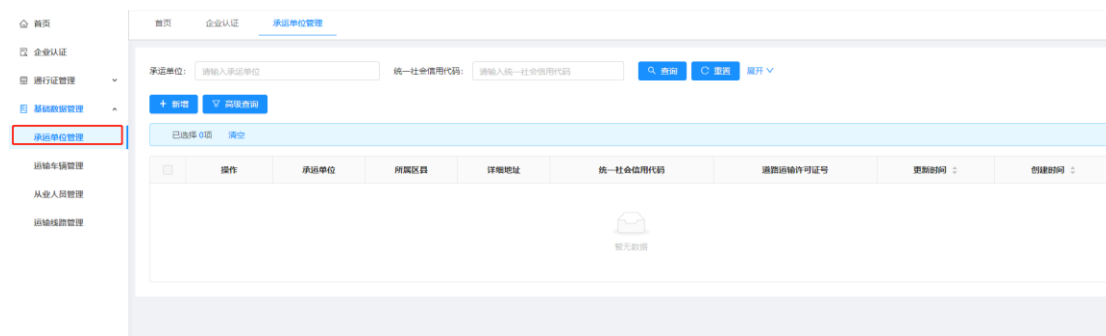 首页
企业认证
通行证管理
基础数据管理
承运单位管理
运输车辆管理
从业人员管理
运输线路管理
首页 企业认证 承运单位管理
承运单位: 请输入承运单位 统一社会信用代码: 请输入统一社会信用代码 查询 重置 展开
+ 新增 高级查询
已选择 0项 清空
操作 承运单位 所属区县 详细地址 统一社会信用代码 道路运输许可证号 更新时间 创建时间
暂无数据